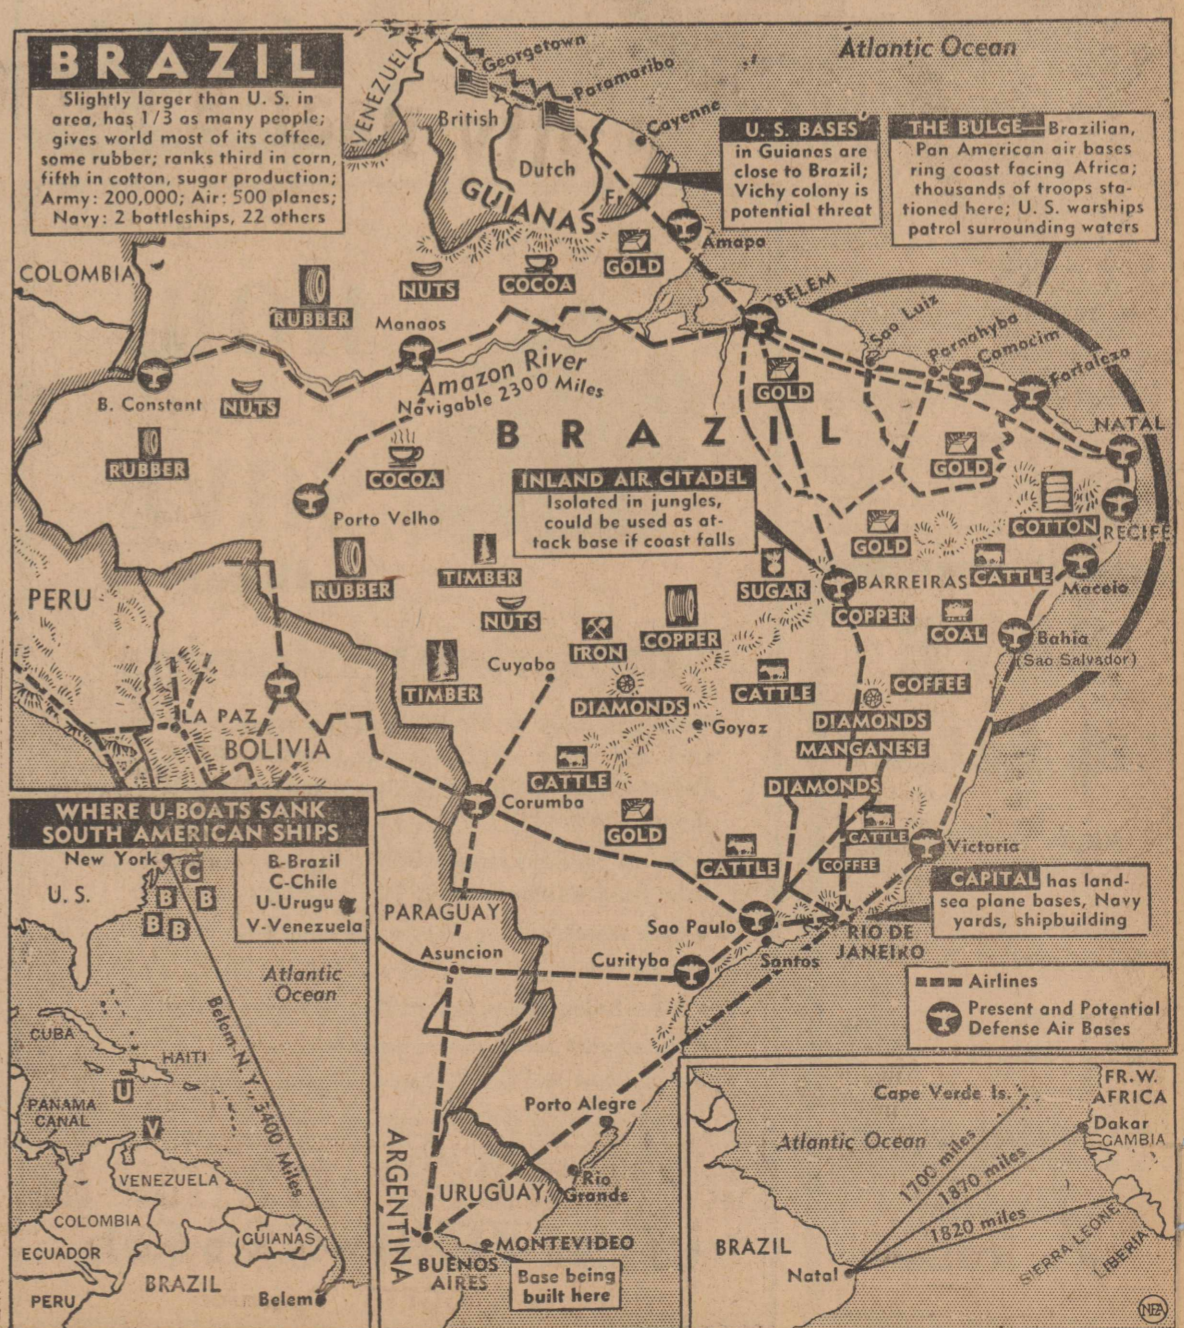 BRAZIL
Slightly larger than U. S. in
area, has 1/3 as many people;
gives world most of its coffee,
some rubber; ranks third in corn,
fifth in cotton, sugar production;
Army: 200,000; Air: 500 planes;
Navy: 2 battleships, 22 others
VENEZUELA
Georgetown
Paramaribo
Cayenne
Atlantic Ocean
British
Dutch
Fr.
GUIANAS
U. S. BASES
in Guianas are
close to Brazil;
Vichy colony is
potential threat
THE BULGE—Brazilian,
Pan American air bases
ring coast facing Africa;
thousands of troops sta-
tioned here; U. S. warships
patrol surrounding waters
COLOMBIA
Amapa
GOLD
COCOA
NUTS
RUBBER
BELEM
Manaos
Sao Luiz
Parnahyba
Camocim
Fortaleza
Amazon River
Navigable 2300 Miles
B. Constant
NUTS
GOLD
NATAL
BRAZIL
RUBBER
COCOA
GOLD
INLAND AIR CITADEL
Isolated in jungles,
could be used as at-
tack base if coast falls
Porto Velho
COTTON
RECIFE
GOLD
RUBBER
TIMBER
SUGAR
BARREIRAS
CATTLE
Maceio
PERU
NUTS
COPPER
COPPER
COAL
Bahia
(Sao Salvador)
IRON
Cuyaba
TIMBER
DIAMONDS
CATTLE
COFFEE
LA PAZ
Goyaz
DIAMONDS
BOLIVIA
MANGANESE
CATTLE
DIAMONDS
Corumba
GOLD
CATTLE
CATTLE
COFFEE
Victoria
CAPITAL has land-
sea plane bases, Navy
yards, shipbuilding
PARAGUAY
Sao Paulo
RIO DE
JANEIRO
Asuncion
Curityba
Santos
Airlines
Present and Potential
Defense Air Bases
Porto Alegre
Rio
Grande
ARGENTINA
URUGUAY
MONTEVIDEO
BUENOS
AIRES
Base being
built here
WHERE U-BOATS SANK
SOUTH AMERICAN SHIPS
New York
C
B
B
B
B
B-Brazil
C-Chile
U-Urugu
V-Venezuela
U. S.
Atlantic
Ocean
Belem-N. Y., 3400 Miles
CUBA
HAITI
U
PANAMA
CANAL
V
VENEZUELA
COLOMBIA
GUIANAS
ECUADOR
BRAZIL
PERU
Belem
FR. W.
AFRICA
Cape Verde Is.
Dakar
GAMBIA
Atlantic Ocean
1700 miles
1870 miles
1820 miles
SIERRA LEONE
LIBERIA
BRAZIL
Natal
NEA